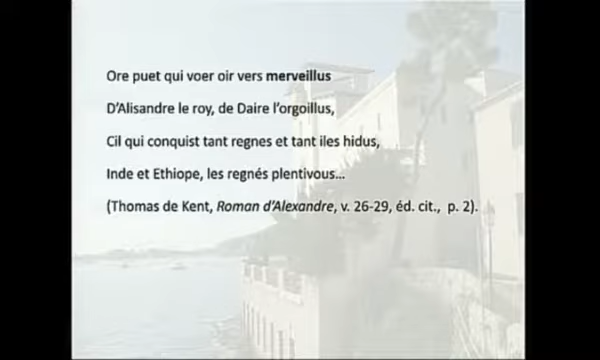 Ore puet qui voer oir vers merveillus
D'Alisandre le roy, de Daire l'orgoillus,
Cil qui conquist tant regnes et tant iles hidus,
Inde et Ethiope, les regnés plentivous...
(Thomas de Kent, Roman d'Alexandre, v. 26-29, éd. cit., p. 2).